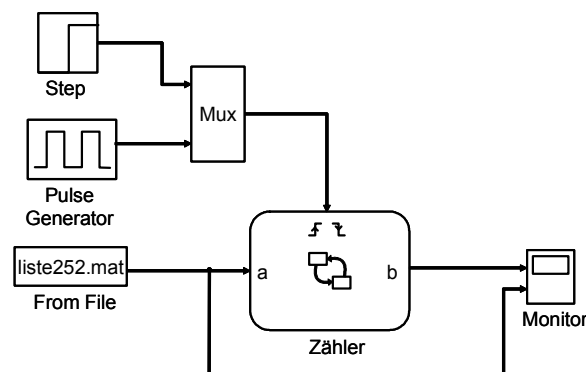 Step
Mux
Pulse
Generator
liste252.mat
From File
a
b
Zähler
Monitor